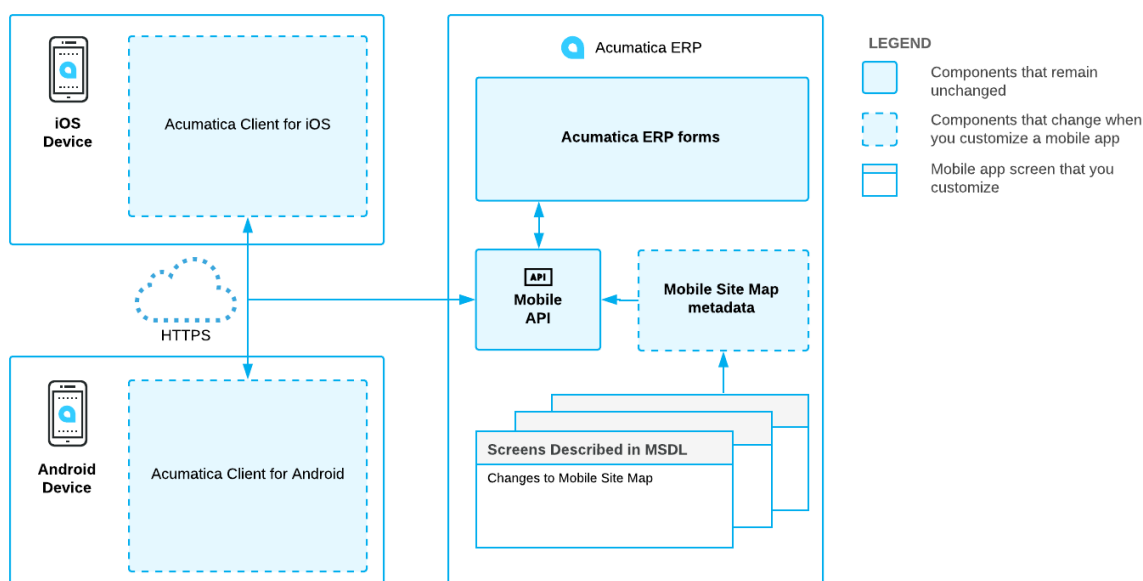 iOS
Device
Acumatica Client for iOS
HTTPS
Android
Device
Acumatica Client for Android
Acumatica ERP
Acumatica ERP forms
API
Mobile
API
Mobile Site Map
metadata
Screens Described in MSDL
Changes to Mobile Site Map
LEGEND
Components that remain
unchanged
Components that change when
you customize a mobile app
Mobile app screen that you
customize